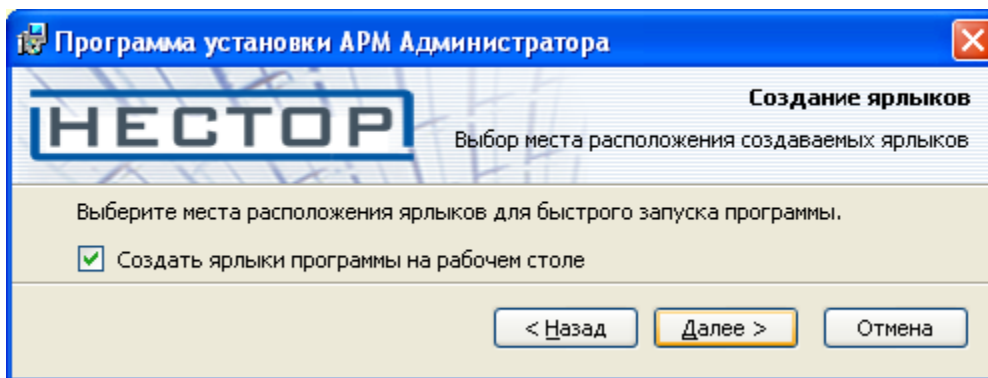 Программа установки АРМ Администратора
НЕСТОР
Создание ярлыков
Выбор места расположения создаваемых ярлыков
Выберите места расположения ярлыков для быстрого запуска программы.
Создать ярлыки программы на рабочем столе
< Назад
Далее >
Отмена